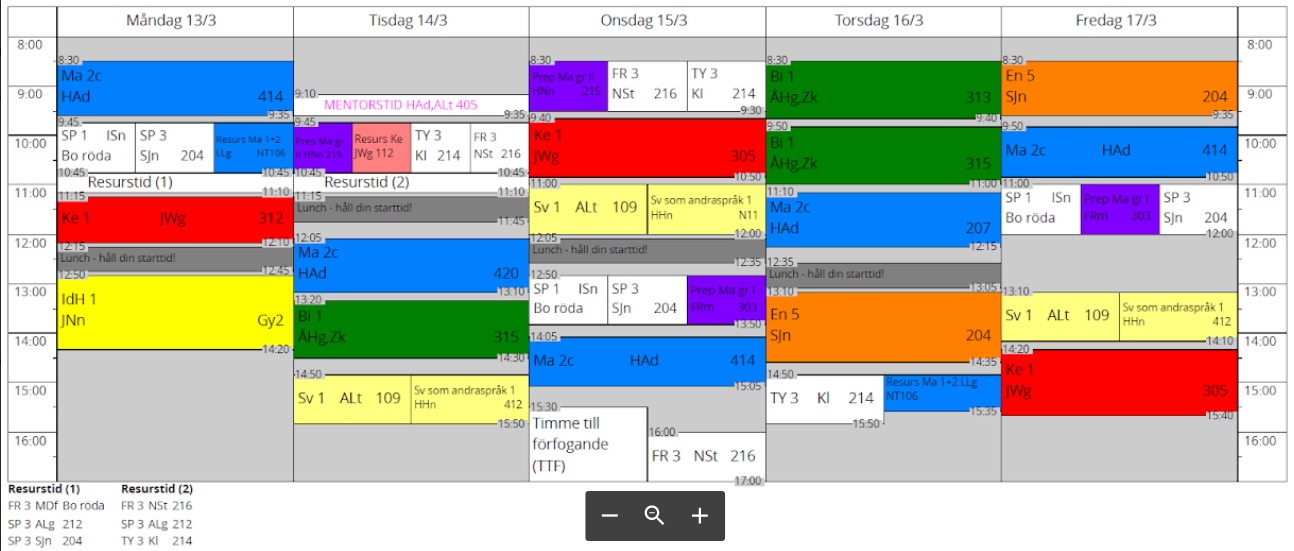 Måndag 13/3
Tisdag 14/3
Onsdag 15/3
Torsdag 16/3
Fredag 17/3
8:00
9:00
10:00
11:00
12:00
13:00
14:00
15:00
16:00
8:30
Ma 2c
HAd 414
9:35
9:45
SP 1 ISn
Bo röda
SP 3
SJn 204
Resurs Ma 1+2
LLg NT106
10:45
10:45
Resurstid (1)
11:10
11:15
Ke 1 JWg 312
12:10
12:15
Lunch - håll din starttid!
12:45
12:50
IdH 1
JNn Gy2
14:20
9:10
MENTORSTID HAd,ALt 405
9:35
9:45
Prep Ma gr
II HNn 215
Resurs Ke
JWg 112
TY 3
Kl 214
FR 3
NSt 216
10:45
10:45
Resurstid (2)
11:10
11:15
Lunch - håll din starttid!
11:45
12:05
Ma 2c
HAd 420
13:10
13:20
Bi 1
ÅHg,Zk 315
14:30
14:50
Sv 1 ALt 109
Sv som andraspråk 1
HHn 412
15:50
8:30
Prep Ma gr II
HNn 215
FR 3
NSt 216
TY 3
Kl 214
9:30
9:40
Ke 1
JWg 305
10:50
11:00
Sv 1 ALt 109
Sv som andraspråk 1
HHn N11
12:00
12:05
Lunch - håll din starttid!
12:35
12:50
SP 1 ISn
Bo röda
SP 3
SJn 204
Prep Ma gr I
FRm 303
13:50
14:05
Ma 2c HAd 414
15:05
15:30
Timme till
förfogande
(TTF)
16:00
FR 3 NSt 216
17:00
8:30
Bi 1
ÅHg,Zk 313
9:40
9:50
Bi 1
ÅHg,Zk 315
11:00
11:10
Ma 2c
HAd 207
12:15
12:35
Lunch - håll din starttid!
13:05
13:10
En 5
SJn 204
14:35
14:50
TY 3 Kl 214
15:50
Resurs Ma 1+2 LLg
NT106
15:35
8:30
En 5
SJn 204
9:35
9:50
Ma 2c HAd 414
10:50
11:00
SP 1 ISn
Bo röda
Prep Ma gr I
FRm 303
SP 3
SJn 204
12:00
13:10
Sv 1 ALt 109
Sv som andraspråk 1
HHn 412
14:10
14:20
Ke 1
JWg 305
15:40
8:00
9:00
10:00
11:00
12:00
13:00
14:00
15:00
16:00
Resurstid (1) Resurstid (2)
FR 3 MDf Bo röda FR 3 NSt 216
SP 3 ALg 212 SP 3 ALg 212
SP 3 SJn 204 TY 3 Kl 214